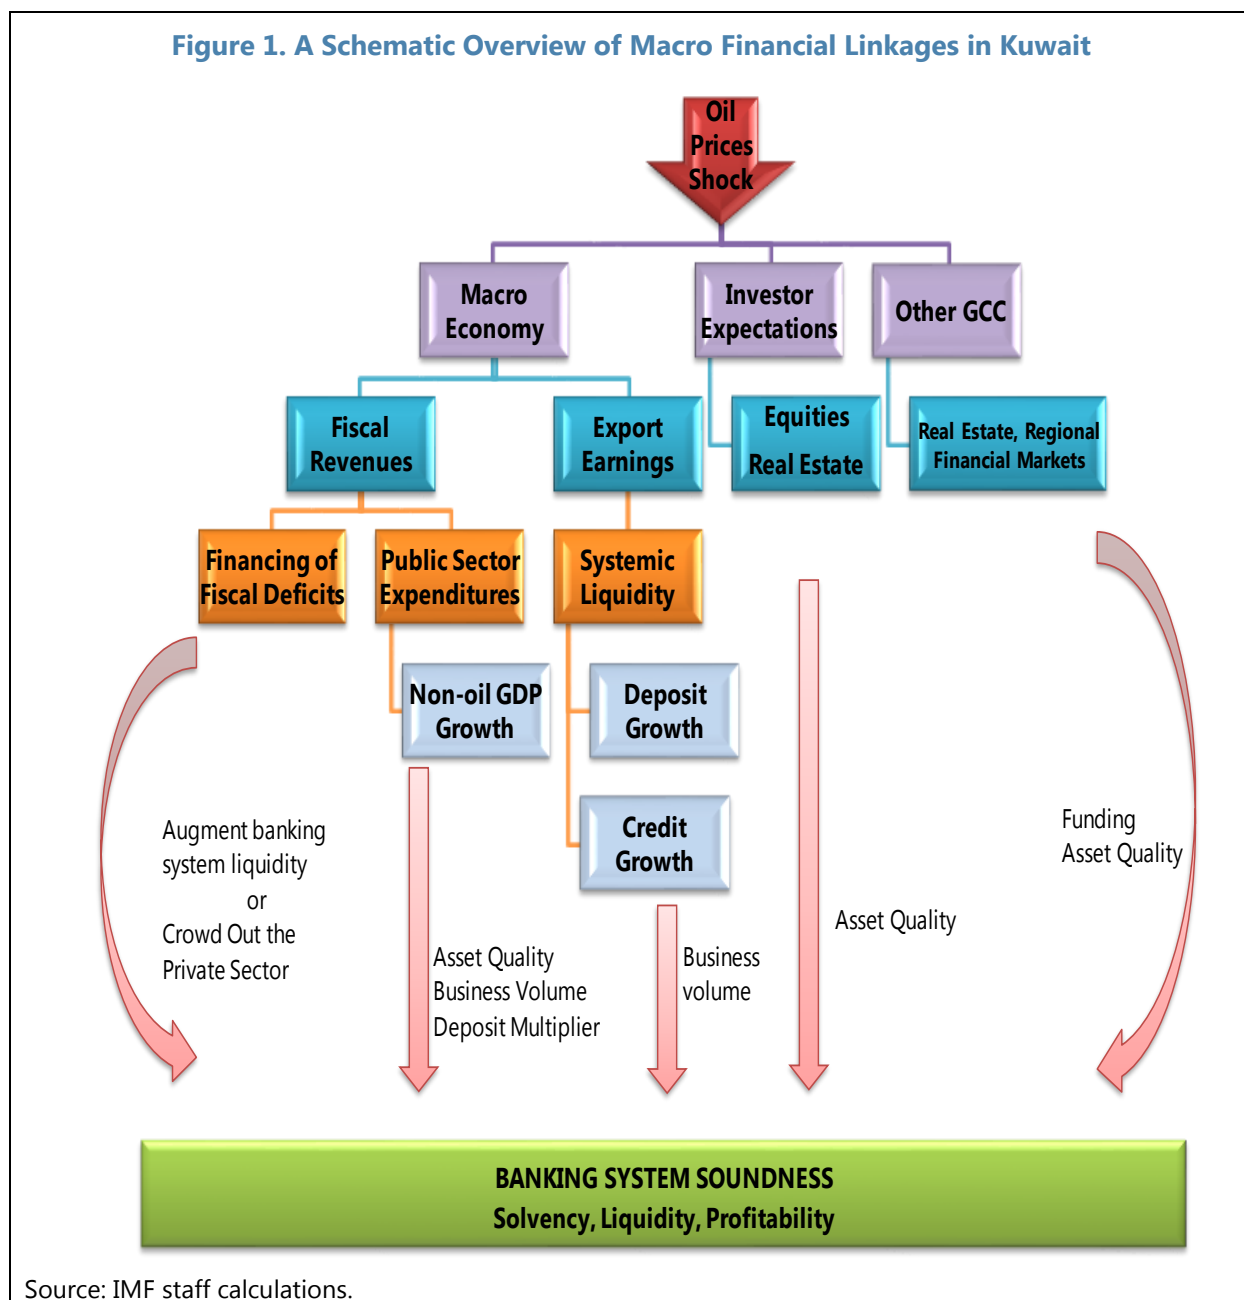 Figure 1. A Schematic Overview of Macro Financial Linkages in Kuwait
Oil
Prices
Shock
Macro
Economy
Investor
Expectations
Other GCC
Fiscal
Revenues
Export
Earnings
Equities
Real Estate
Real Estate, Regional
Financial Markets
Financing of
Fiscal Deficits
Public Sector
Expenditures
Systemic
Liquidity
Non-oil GDP
Growth
Deposit
Growth
Credit
Growth
Augment banking
system liquidity
or
Crowd Out the
Private Sector
Asset Quality
Business Volume
Deposit Multiplier
Business
volume
Asset Quality
Funding
Asset Quality
BANKING SYSTEM SOUNDNESS
Solvency, Liquidity, Profitability
Source: IMF staff calculations.